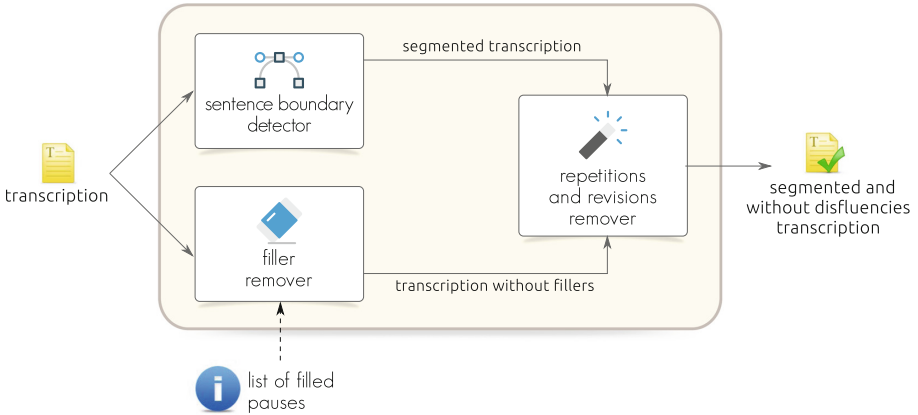 transcription
sentence boundary
detector
filler
remover
list of filled
pauses
segmented transcription
transcription without fillers
repetitions
and revisions
remover
segmented and
without disfluencies
transcription